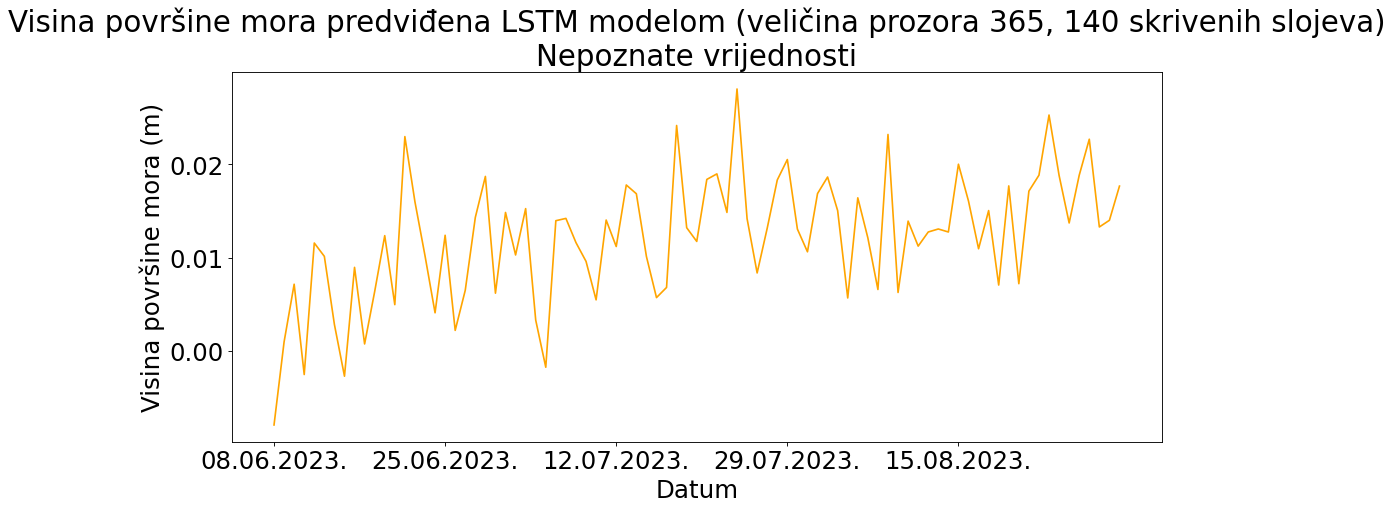 Visina površine mora predviđena LSTM modelom (veličina prozora 365, 140 skrivenih slojeva)
Nepoznate vrijednosti
Visina površine mora (m)
0.02
0.01
0.00
08.06.2023. 25.06.2023. 12.07.2023. 29.07.2023. 15.08.2023.
Datum